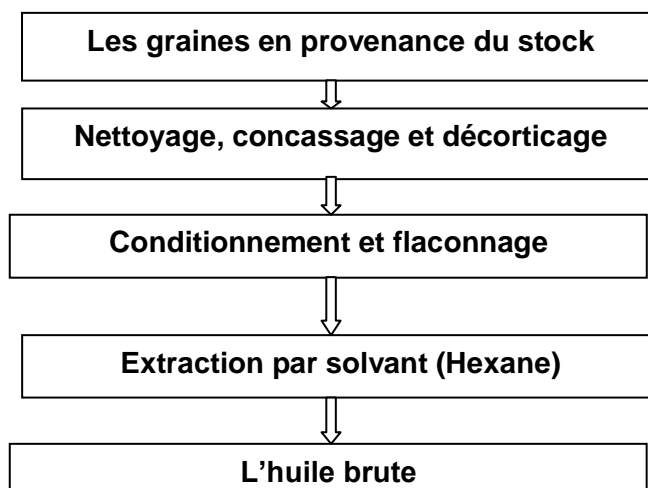 Les graines en provenance du stock
Nettoyage, concassage et décorticage
Conditionnement et flaconnage
Extraction par solvant (Hexane)
L'huile brute